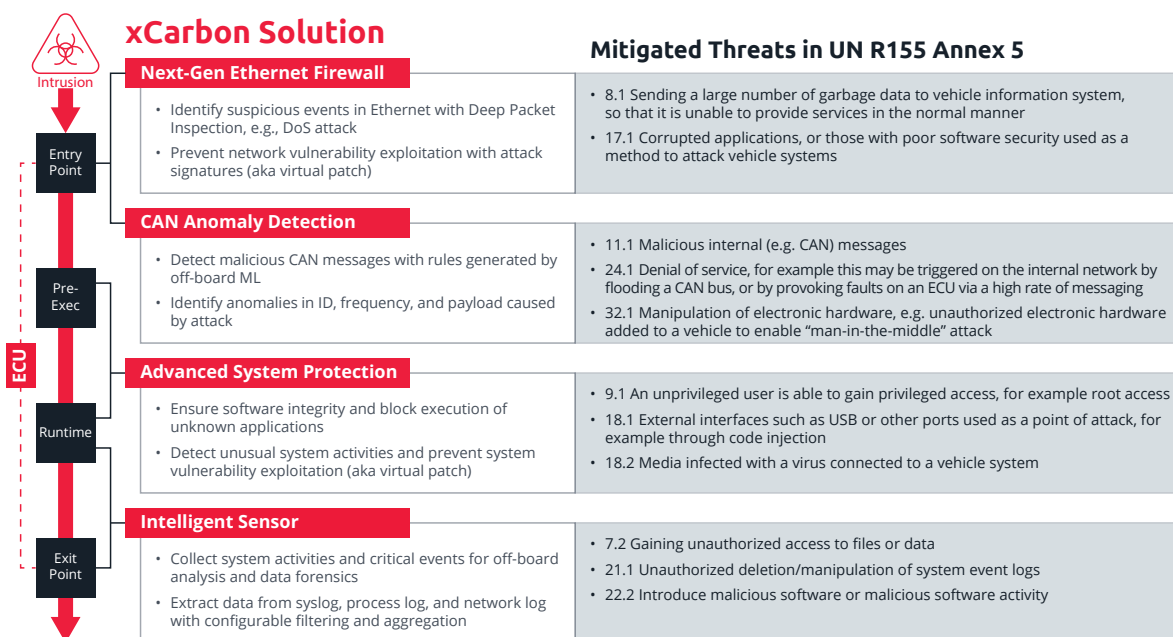 xCarbon Solution
Mitigated Threats in UN R155 Annex 5
Intrusion
Entry
Point
Pre-
Exec
ECU
Runtime
Exit
Point
Next-Gen Ethernet Firewall
• Identify suspicious events in Ethernet with Deep Packet
Inspection, e.g., DoS attack
• Prevent network vulnerability exploitation with attack
signatures (aka virtual patch)
• 8.1 Sending a large number of garbage data to vehicle information system,
so that it is unable to provide services in the normal manner
• 17.1 Corrupted applications, or those with poor software security used as a
method to attack vehicle systems
CAN Anomaly Detection
• Detect malicious CAN messages with rules generated by
off-board ML
• Identify anomalies in ID, frequency, and payload caused
by attack
• 11.1 Malicious internal (e.g. CAN) messages
• 24.1 Denial of service, for example this may be triggered on the internal network by
flooding a CAN bus, or by provoking faults on an ECU via a high rate of messaging
• 32.1 Manipulation of electronic hardware, e.g. unauthorized electronic hardware
added to a vehicle to enable “man-in-the-middle” attack
Advanced System Protection
• Ensure software integrity and block execution of
unknown applications
• Detect unusual system activities and prevent system
vulnerability exploitation (aka virtual patch)
• 9.1 An unprivileged user is able to gain privileged access, for example root access
• 18.1 External interfaces such as USB or other ports used as a point of attack, for
example through code injection
• 18.2 Media infected with a virus connected to a vehicle system
Intelligent Sensor
• Collect system activities and critical events for off-board
analysis and data forensics
• Extract data from syslog, process log, and network log
with configurable filtering and aggregation
• 7.2 Gaining unauthorized access to files or data
• 21.1 Unauthorized deletion/manipulation of system event logs
• 22.2 Introduce malicious software or malicious software activity